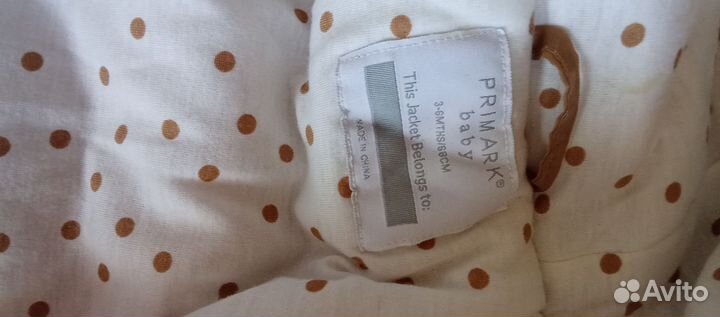 PRIMARK®
baby
3-6MTHS/68CM
This Jacket Belongs to:
MADE IN CHINA
Avito